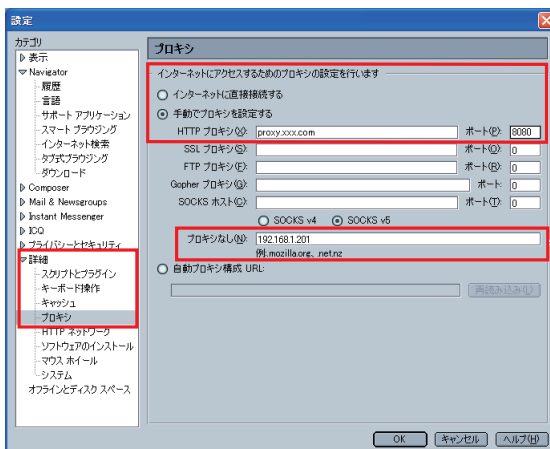 設定
カテゴリ
表示
Navigator
履歴
言語
サポート アプリケーション
スマート ブラウジング
インターネット検索
タブ式ブラウジング
ダウンロード
Composer
Mail & Newsgroups
Instant Messenger
ICQ
プライバシーとセキュリティ
詳細
スクリプトとプラグイン
キーボード操作
キャッシュ
プロキシ
HTTP ネットワーク
ソフトウェアのインストール
マウス ホイール
システム
オフラインとディスク スペース
プロキシ
インターネットにアクセスするためのプロキシの設定を行います
インターネットに直接接続する
手動でプロキシを設定する
HTTP プロキシ(X): proxy.xxx.com ポート(P): 8080
SSL プロキシ(S): ポート(O): 0
FTP プロキシ(F): ポート(R): 0
Gopher プロキシ(G): ポート: 0
SOCKS ホスト(C): ポート(T): 0
SOCKS v4 SOCKS v5
プロキシなし(N): 192.168.1.201
例:.mozilla.org、.net.nz
自動プロキシ構成 URL:
再読み込み(L)
OK キャンセル ヘルプ(H)